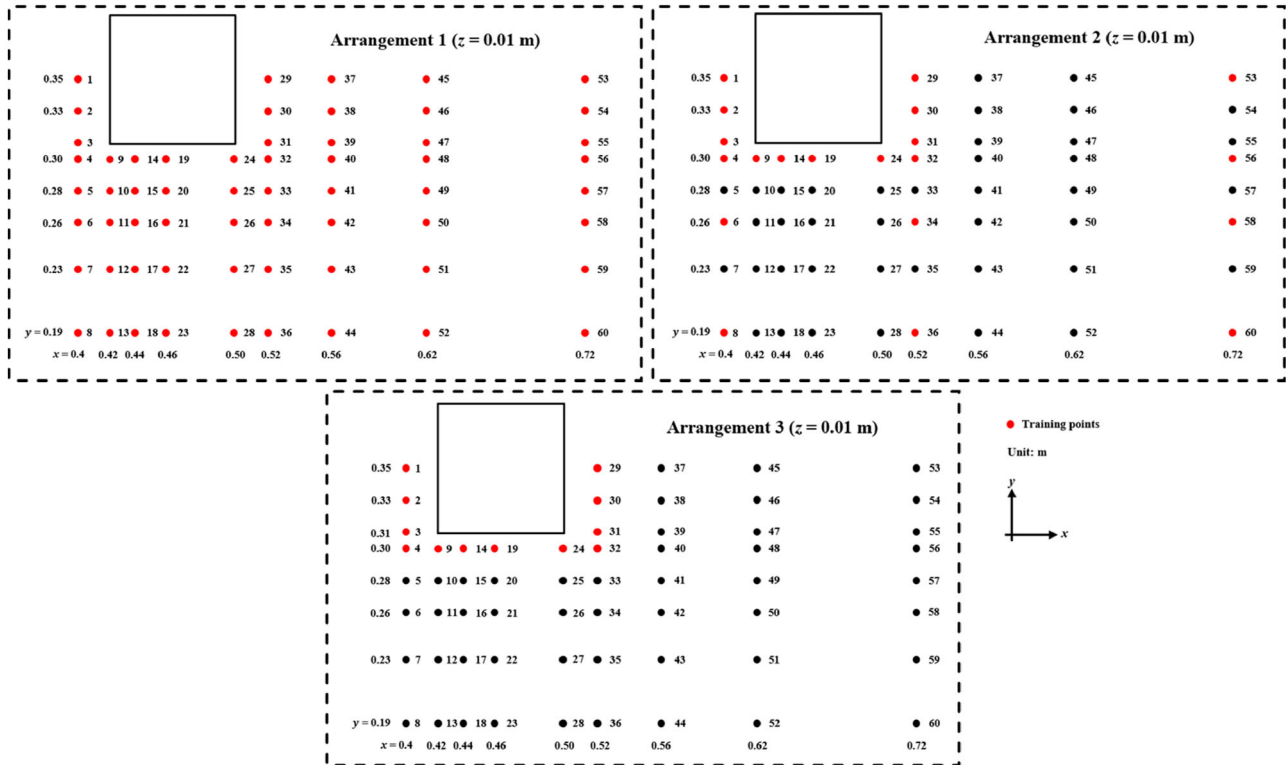 Arrangement 1 (z = 0.01 m)
0.35 1 29 37 45 53
0.33 2 30 38 46 54
3 31 39 47 55
0.30 4 9 14 19 24 32 40 48 56
0.28 5 10 15 20 25 33 41 49 57
0.26 6 11 16 21 26 34 42 50 58
0.23 7 12 17 22 27 35 43 51 59
y = 0.19 8 13 18 23 28 36 44 52 60
x = 0.4 0.42 0.44 0.46 0.50 0.52 0.56 0.62 0.72
Arrangement 2 (z = 0.01 m)
0.35 1 29 37 45 53
0.33 2 30 38 46 54
3 31 39 47 55
0.30 4 9 14 19 24 32 40 48 56
0.28 5 10 15 20 25 33 41 49 57
0.26 6 11 16 21 26 34 42 50 58
0.23 7 12 17 22 27 35 43 51 59
y = 0.19 8 13 18 23 28 36 44 52 60
x = 0.4 0.42 0.44 0.46 0.50 0.52 0.56 0.62 0.72
Arrangement 3 (z = 0.01 m)
0.35 1 29 37 45 53
0.33 2 30 38 46 54
0.31 3 31 39 47 55
0.30 4 9 14 19 24 32 40 48 56
0.28 5 10 15 20 25 33 41 49 57
0.26 6 11 16 21 26 34 42 50 58
0.23 7 12 17 22 27 35 43 51 59
y = 0.19 8 13 18 23 28 36 44 52 60
x = 0.4 0.42 0.44 0.46 0.50 0.52 0.56 0.62 0.72
Training points
Unit: m
y
x